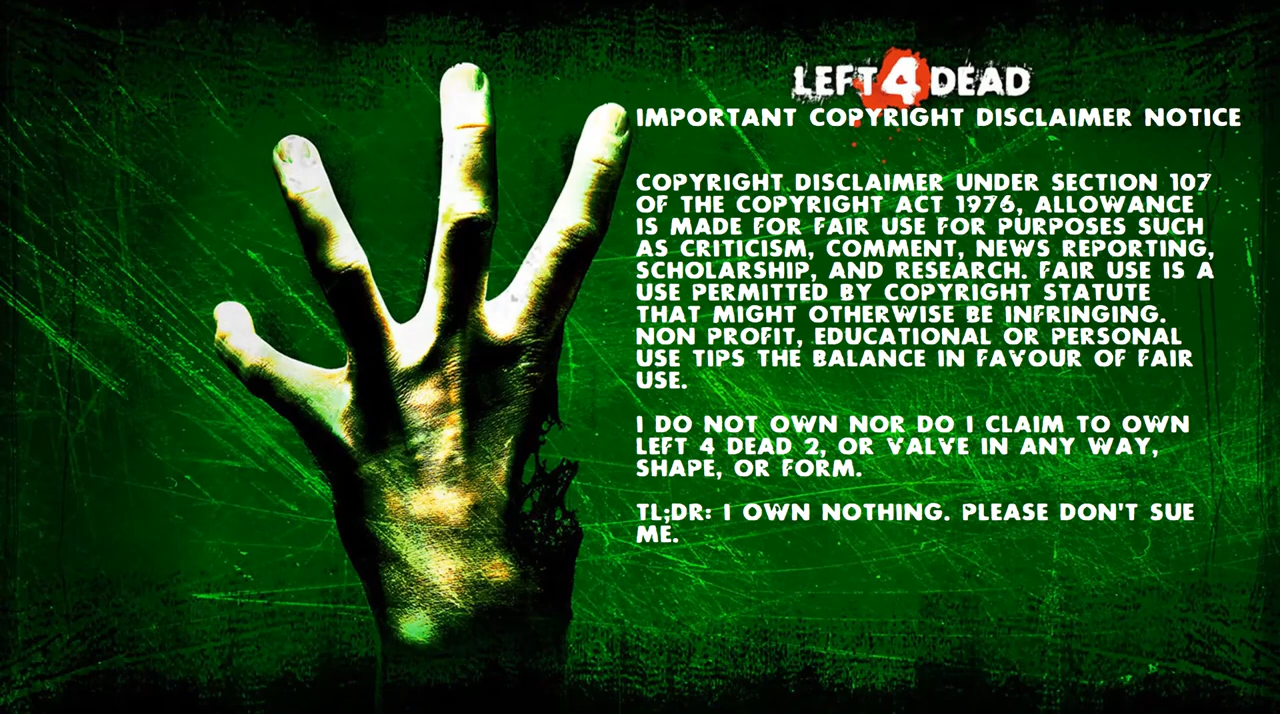 LEFT 4 DEAD
IMPORTANT COPYRIGHT DISCLAIMER NOTICE
COPYRIGHT DISCLAIMER UNDER SECTION 107
OF THE COPYRIGHT ACT 1976, ALLOWANCE
IS MADE FOR FAIR USE FOR PURPOSES SUCH
AS CRITICISM, COMMENT, NEWS REPORTING,
SCHOLARSHIP, AND RESEARCH. FAIR USE IS A
USE PERMITTED BY COPYRIGHT STATUTE
THAT MIGHT OTHERWISE BE INFRINGING.
NON PROFIT, EDUCATIONAL OR PERSONAL
USE TIPS THE BALANCE IN FAVOUR OF FAIR
USE.
I DO NOT OWN NOR DO I CLAIM TO OWN
LEFT 4 DEAD 2, OR VALVE IN ANY WAY,
SHAPE, OR FORM.
TL;DR: I OWN NOTHING. PLEASE DON'T SUE
ME.